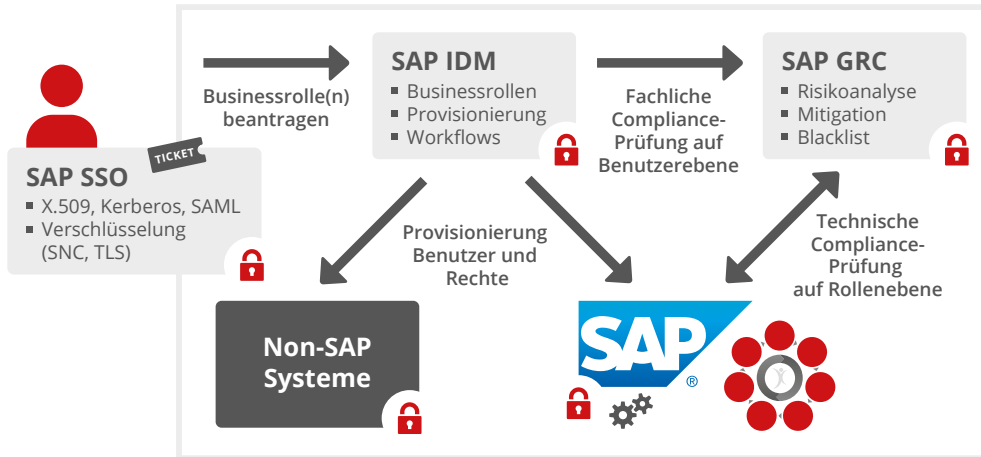 TICKET
SAP SSO
X.509, Kerberos, SAML
Verschlüsselung
(SNC, TLS)
Businessrolle(n)
beantragen
SAP IDM
Businessrollen
Provisionierung
Workflows
Fachliche
Compliance-
Prüfung auf
Benutzerebene
SAP GRC
Risikoanalyse
Mitigation
Blacklist
Provisionierung
Benutzer und
Rechte
Technische
Compliance-
Prüfung
auf Rollenebene
Non-SAP
Systeme
SAP®